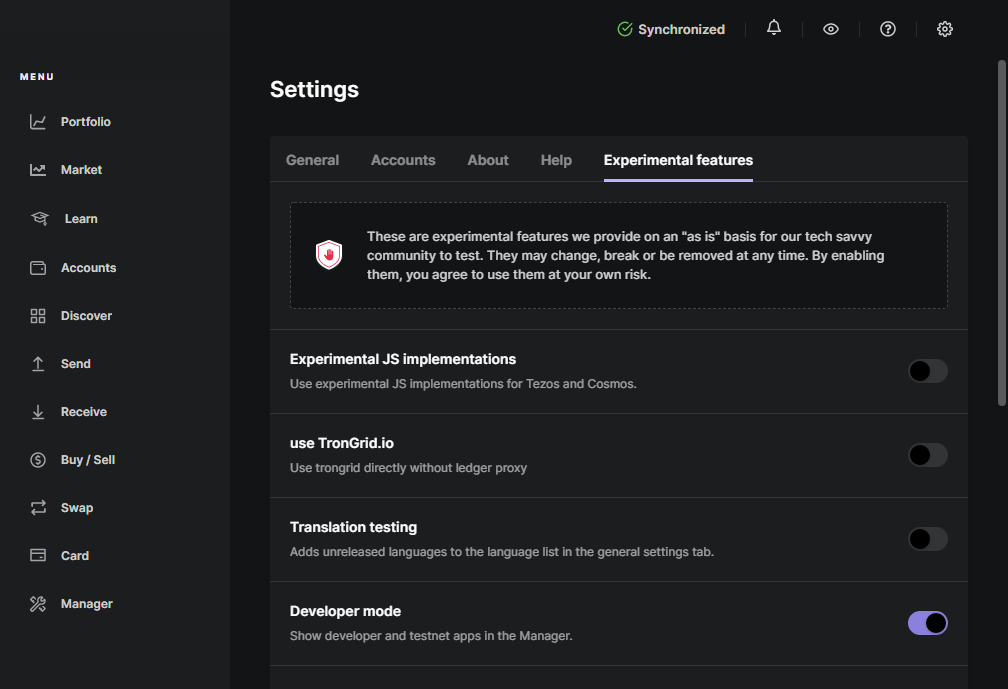 Synchronized
MENU
Portfolio
Market
Learn
Accounts
Discover
Send
Receive
Buy / Sell
Swap
Card
Manager
Settings
General Accounts About Help Experimental features
These are experimental features we provide on an "as is" basis for our tech savvy
community to test. They may change, break or be removed at any time. By enabling
them, you agree to use them at your own risk.
Experimental JS implementations
Use experimental JS implementations for Tezos and Cosmos.
use TronGrid.io
Use trongrid directly without ledger proxy
Translation testing
Adds unreleased languages to the language list in the general settings tab.
Developer mode
Show developer and testnet apps in the Manager.